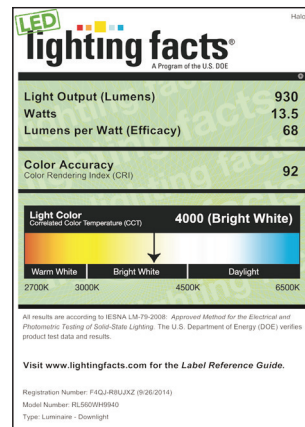 Halo
LED
lighting facts®
A Program of the U.S. DOE
Light Output (Lumens) 930
Watts 13.5
Lumens per Watt (Efficacy) 68
Color Accuracy 92
Color Rendering Index (CRI)
Light Color 4000 (Bright White)
Correlated Color Temperature (CCT)
Warm White Bright White Daylight
2700K 3000K 4500K 6500K
All results are according to IESNA LM-79-2008: Approved Method for the Electrical and
Photometric Testing of Solid-State Lighting. The U.S. Department of Energy (DOE) verifies
product test data and results.
Visit www.lightingfacts.com for the Label Reference Guide.
Registration Number: F4QJ-R8UJXZ (9/26/2014)
Model Number: RL560WH9940
Type: Luminaire - Downlight